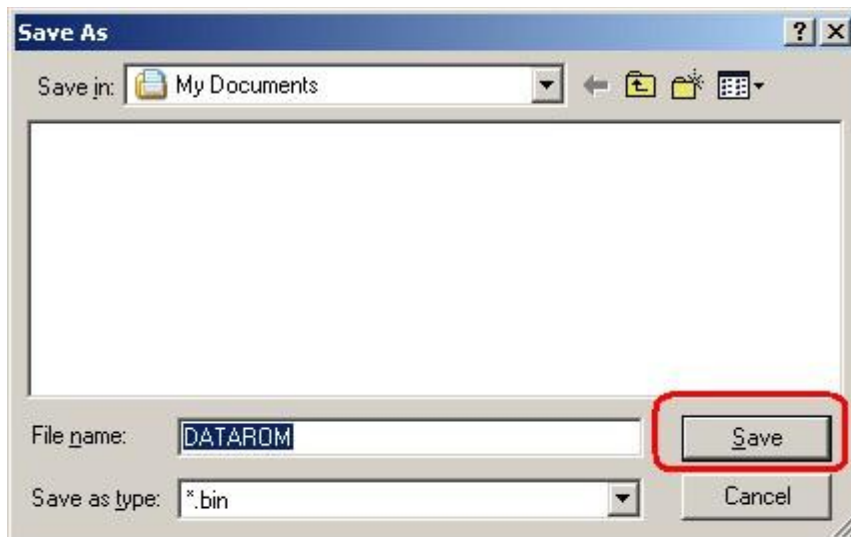 Save As
Save in: My Documents
File name: DATAROM Save
Save as type: *.bin Cancel